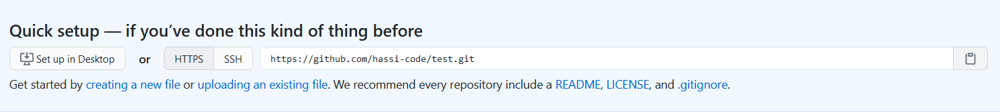 Quick setup — if you’ve done this kind of thing before
Set up in Desktop or HTTPS SSH https://github.com/hassi-code/test.git
Get started by creating a new file or uploading an existing file. We recommend every repository include a README, LICENSE, and .gitignore.